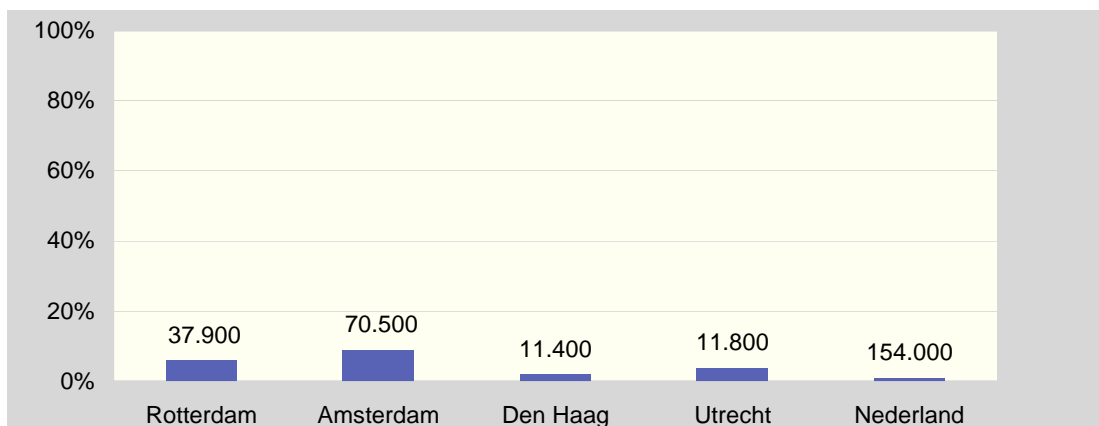 100%
80%
60%
40%
20%
0%
37.900
70.500
11.400
11.800
154.000
Rotterdam
Amsterdam
Den Haag
Utrecht
Nederland